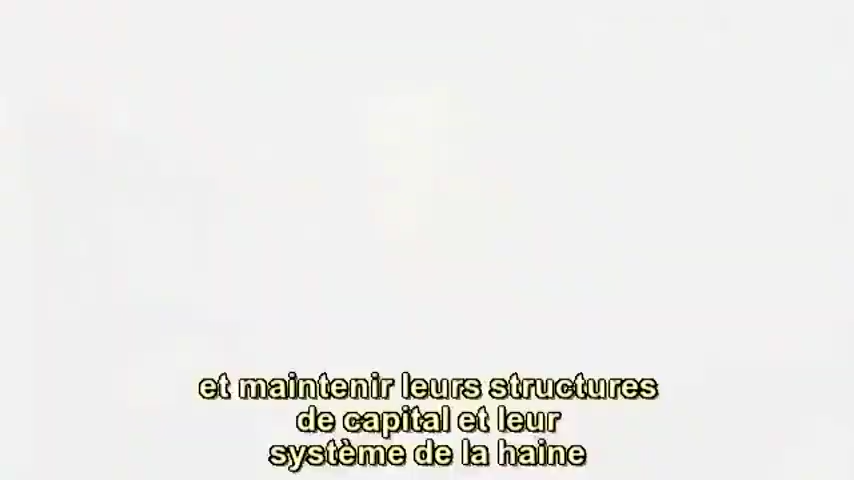 et maintenir leurs structures
de capital et leur
système de la haine